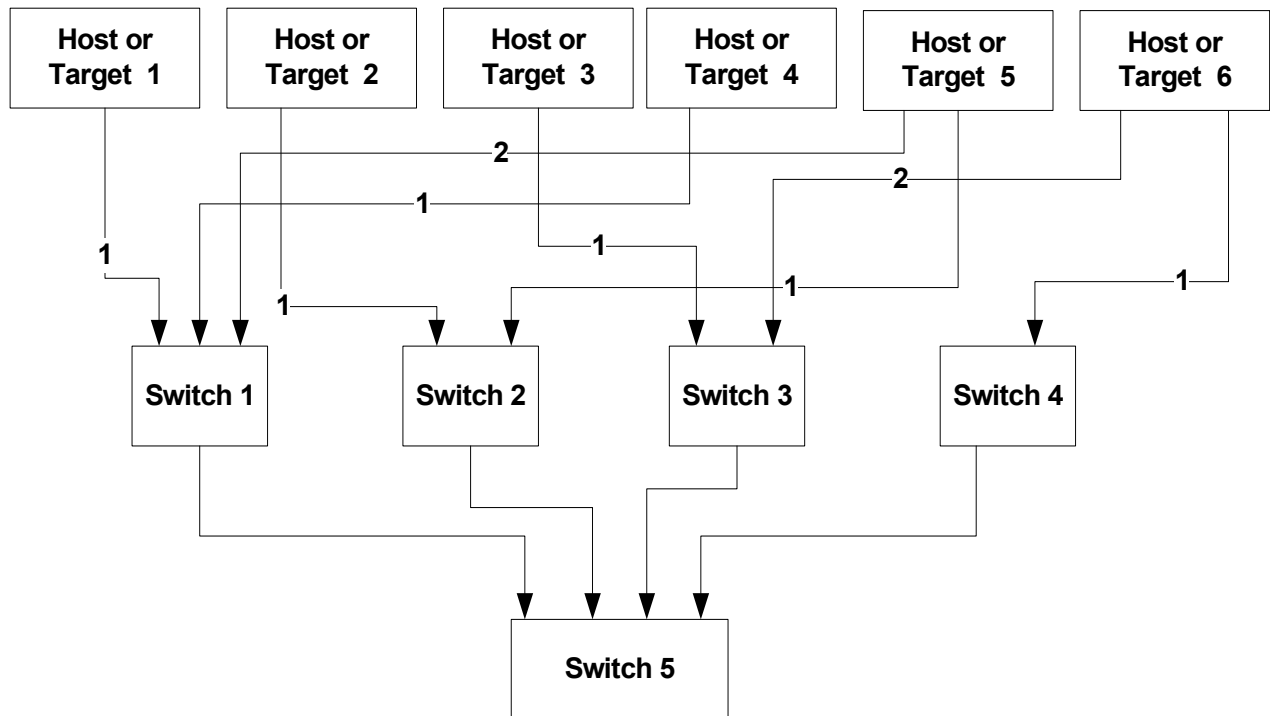 Host or
Target 1
Host or
Target 2
Host or
Target 3
Host or
Target 4
Host or
Target 5
Host or
Target 6
2
2
1
1
1
1
1
1
Switch 1
Switch 2
Switch 3
Switch 4
Switch 5